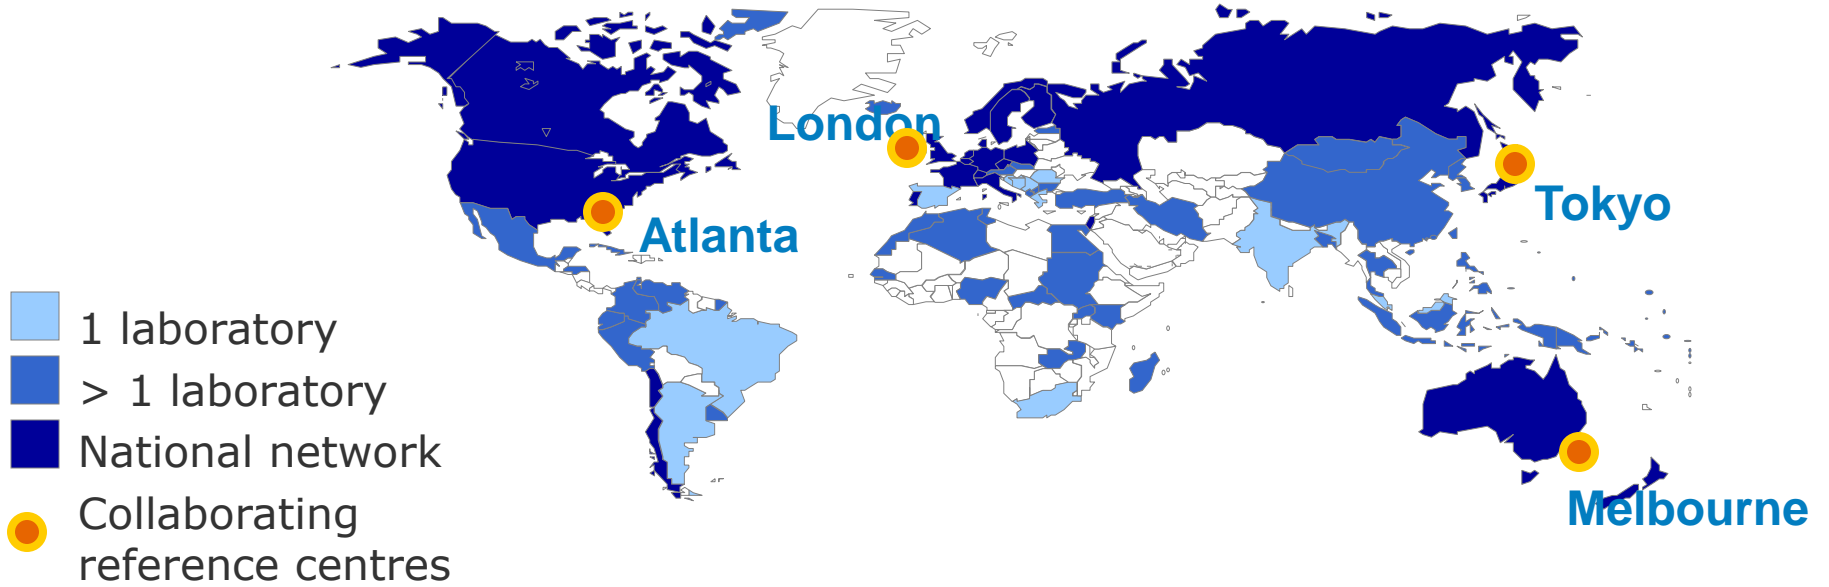 London
Tokyo
Atlanta
1 laboratory
> 1 laboratory
National network
Collaborating
reference centres
Melbourne